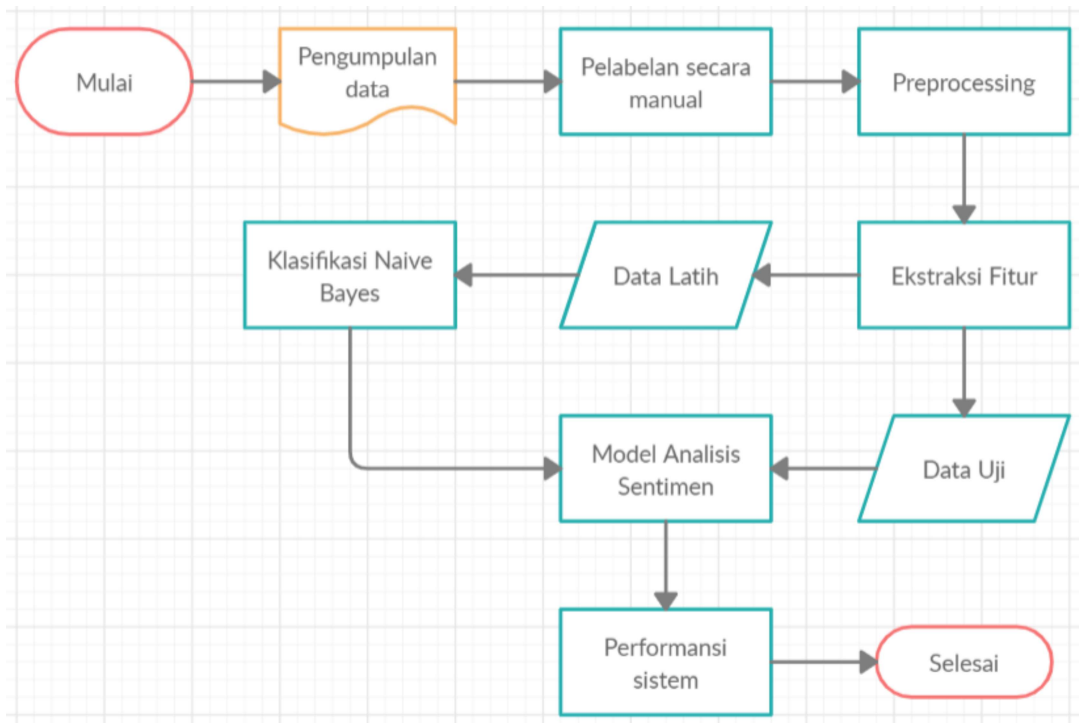 Mulai
Pengumpulan
data
Pelabelan secara
manual
Preprocessing
Klasifikasi Naive
Bayes
Data Latih
Ekstraksi Fitur
Model Analisis
Sentimen
Data Uji
Performansi
sistem
Selesai